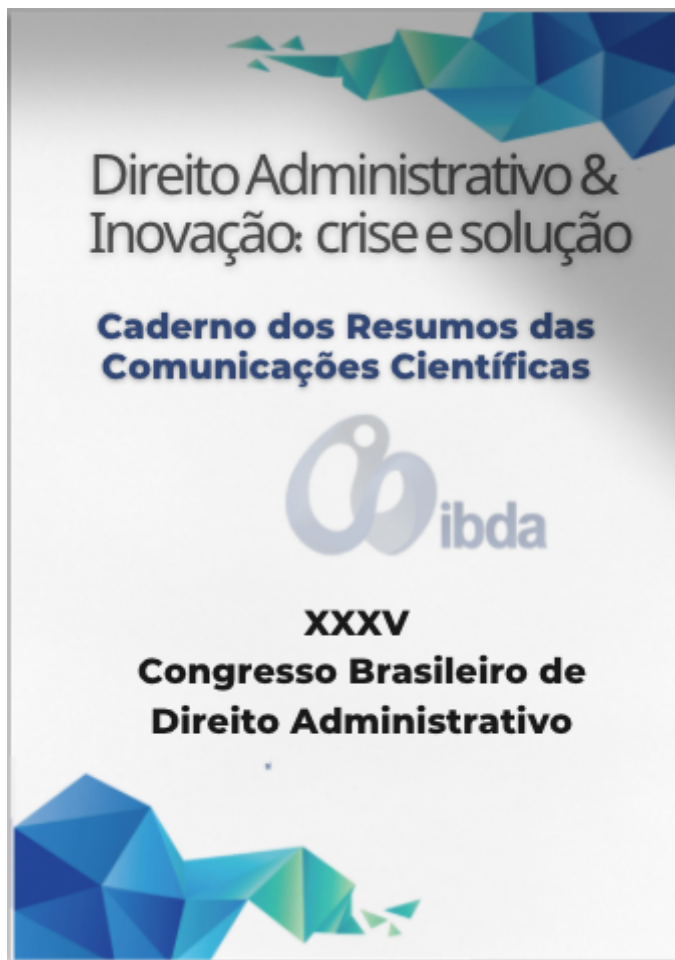 Direito Administrativo &
Inovação: crise e solução
Caderno dos Resumos das
Comunicações Científicas
ibda
XXXV
Congresso Brasileiro de
Direito Administrativo